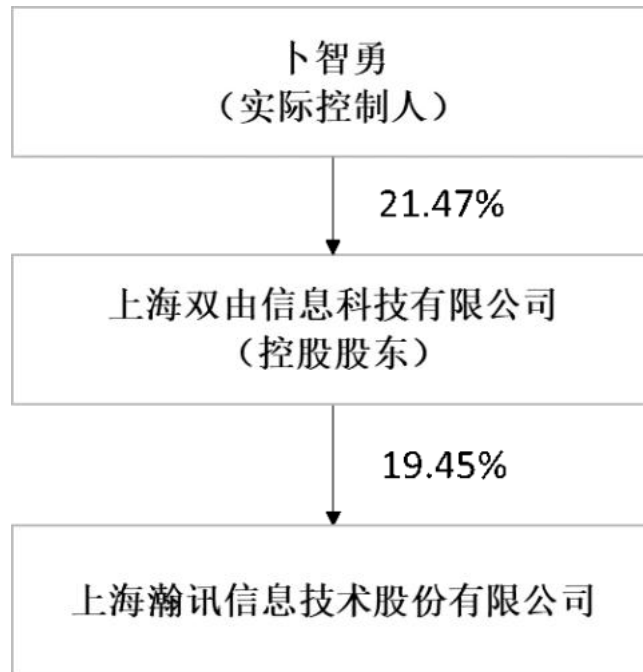 卜智勇
（实际控制人）
21.47%
上海双由信息科技有限公司
（控股股东）
19.45%
上海瀚讯信息技术股份有限公司